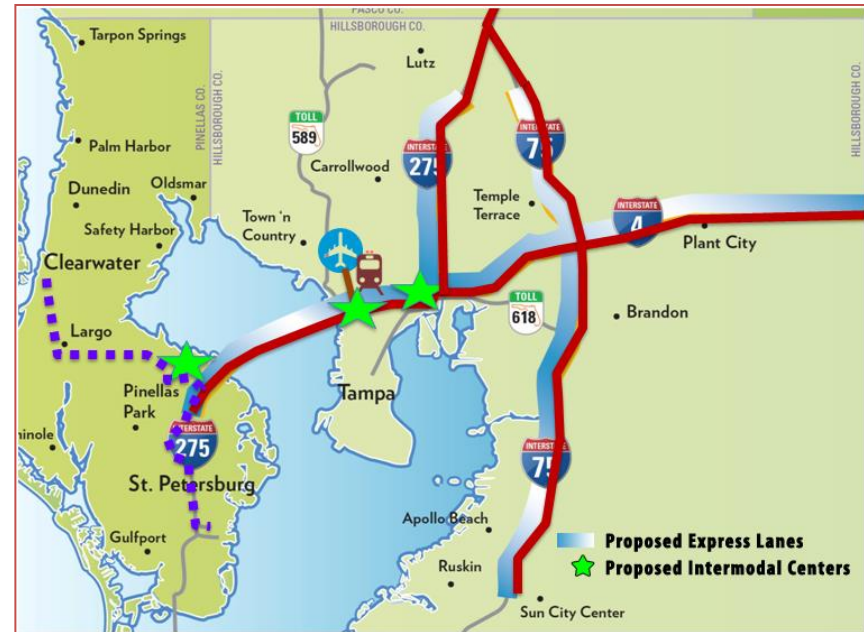 PASCO CO.
HILLSBOROUGH CO.
Tarpon Springs
Lutz
PINELLAS CO.
HILLSBOROUGH CO.
HILLSBOROUGH CO.
TOLL
589
INTERSTATE
275
INTERSTATE
75
Palm Harbor
Carrollwood
Dunedin
Oldsmar
Temple
Terrace
INTERSTATE
4
Safety Harbor
Town 'n
Country
Plant City
Clearwater
TOLL
618
Brandon
Largo
Pinellas
Park
Tampa
inole
INTERSTATE
275
INTERSTATE
75
St. Petersburg
Apollo Beach
Gulfport
Proposed Express Lanes
Ruskin
Proposed Intermodal Centers
Sun City Center